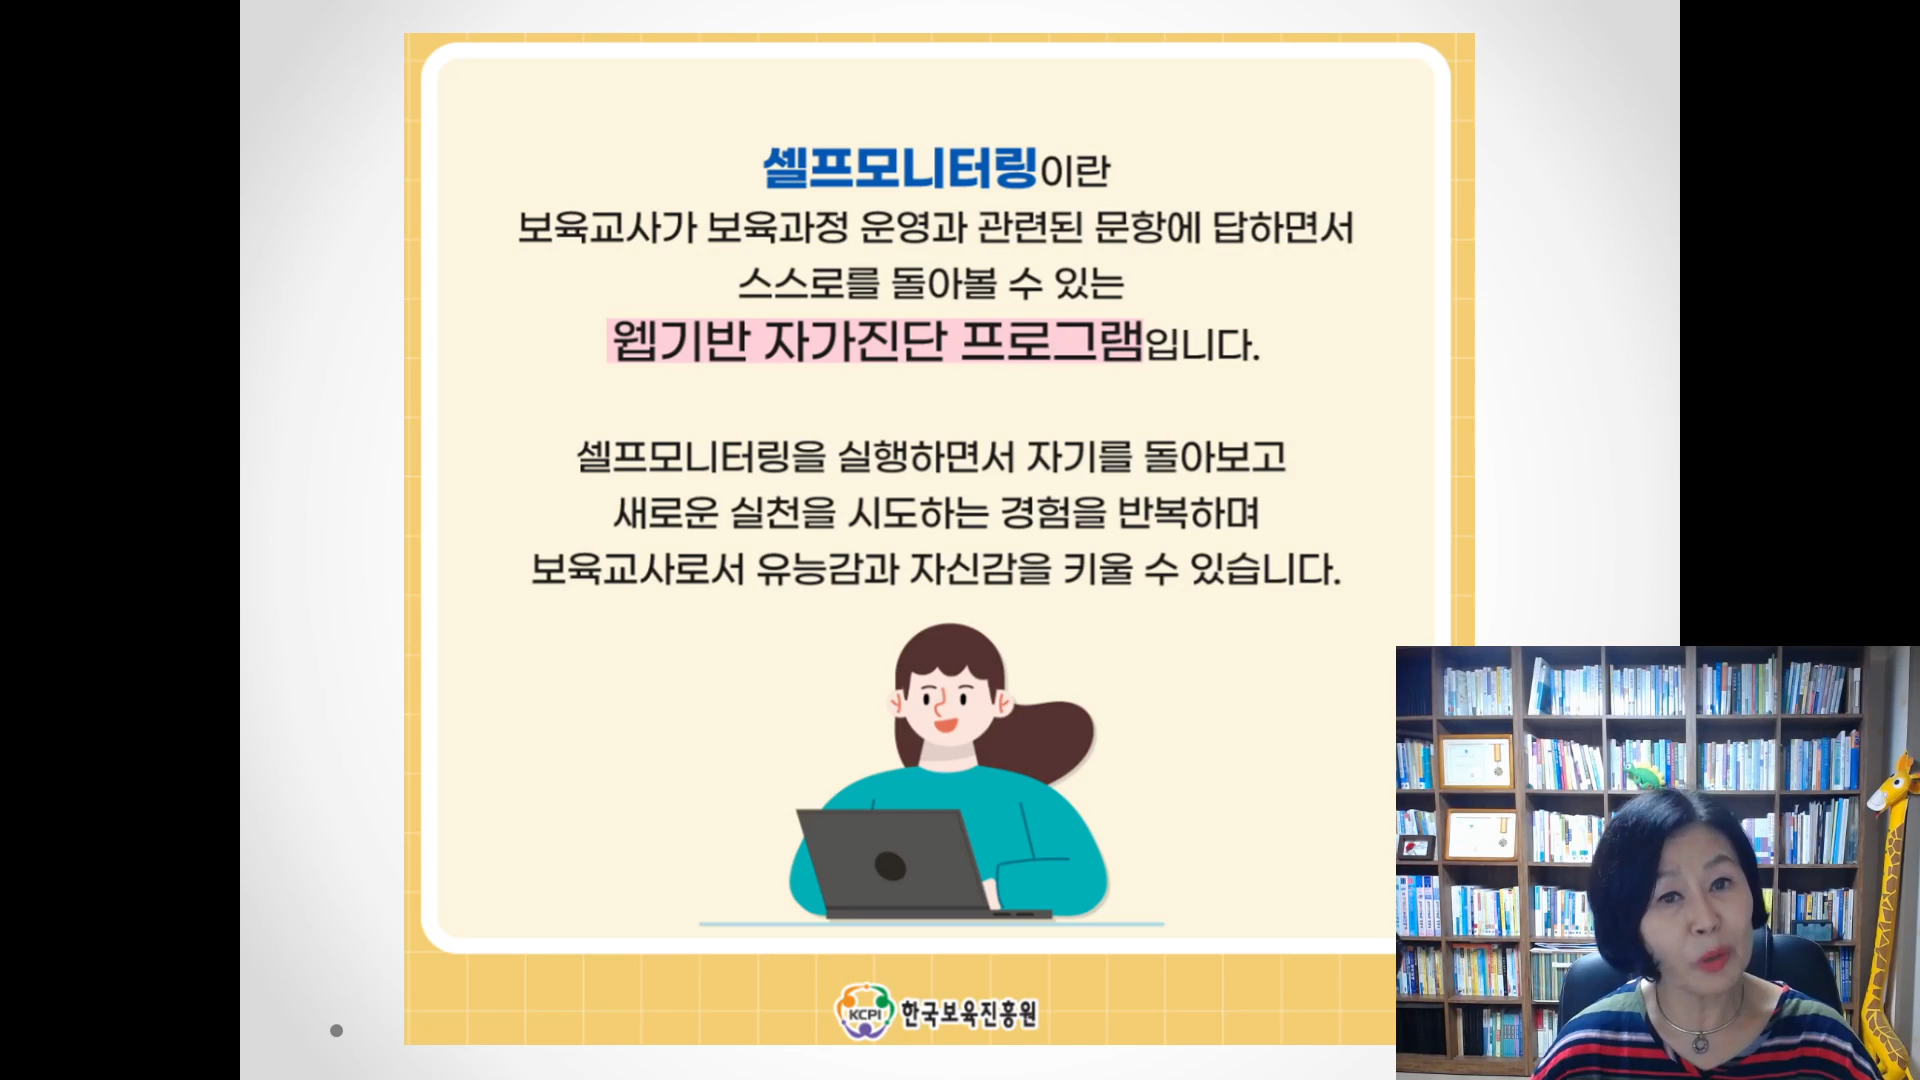 셀프모니터링이란
보육교사가 보육과정 운영과 관련된 문항에 답하면서
스스로를 돌아볼 수 있는
웹기반 자가진단 프로그램입니다.
셀프모니터링을 실행하면서 자기를 돌아보고
새로운 실천을 시도하는 경험을 반복하며
보육교사로서 유능감과 자신감을 키울 수 있습니다.
KCPI 한국보육진흥원